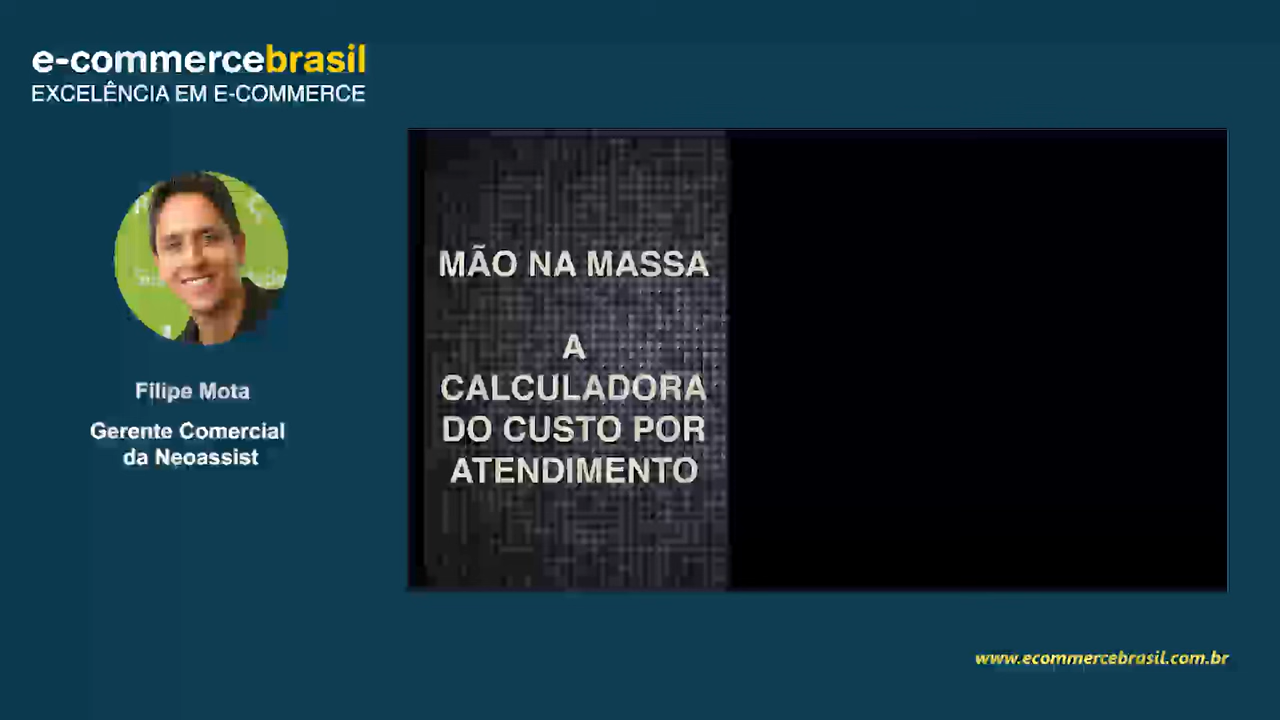 e-commercebrasil
EXCELÊNCIA EM E-COMMERCE
Filipe Mota
Gerente Comercial
da Neoassist
MÃO NA MASSA
A
CALCULADORA
DO CUSTO POR
ATENDIMENTO
www.ecommercebrasil.com.br